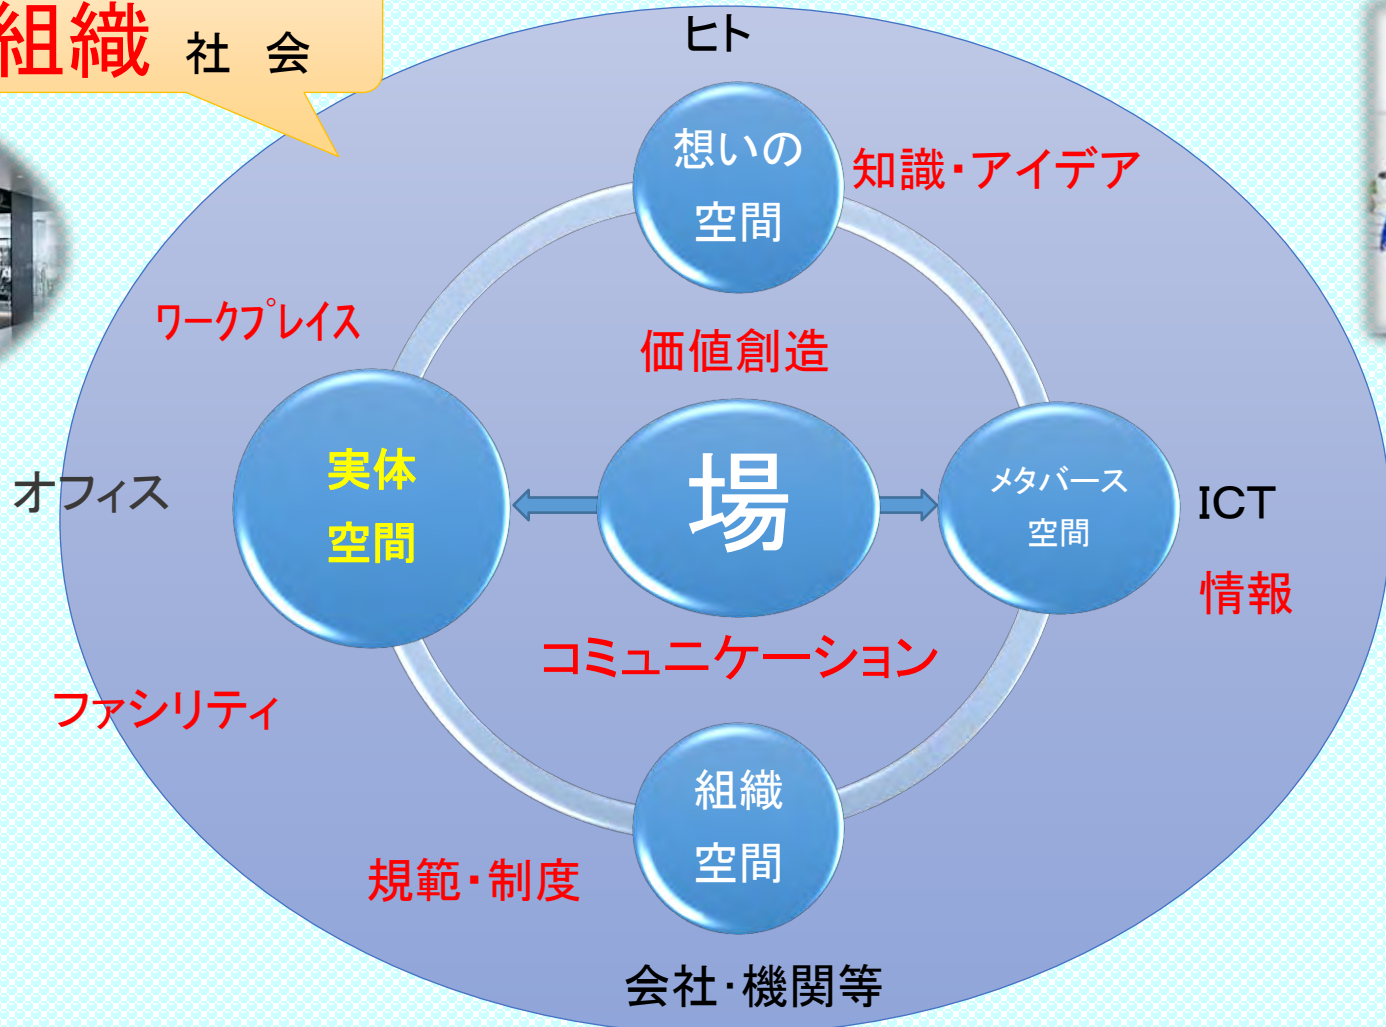 組織 社 会
ヒト
想いの
空間
知識・アイデア
ワークプレイス
価値創造
実体
空間
場
メタバース
空間
オフィス
ICT
情報
コミュニケーション
ファシリティ
組織
空間
規範・制度
会社・機関等